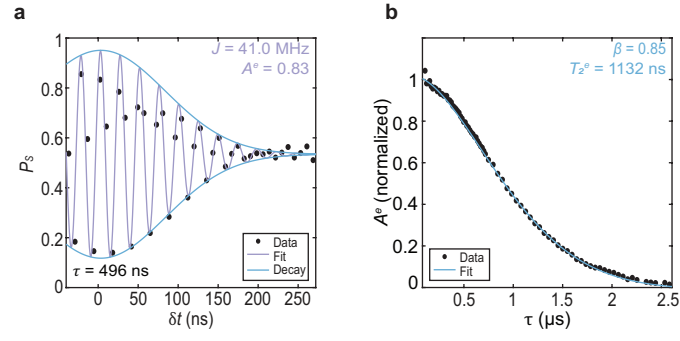 a
J = 41.0 MHz
Aᵉ = 0.83
1
0.8
0.6
0.4
0.2
0
Pₛ
τ = 496 ns
Data
Fit
Decay
0 50 100 150 200 250
δt (ns)
b
β = 0.85
T₂ᵉ = 1132 ns
1
0.8
0.6
0.4
0.2
0
Aᵉ (normalized)
Data
Fit
0.5 1 1.5 2 2.5
τ (µs)